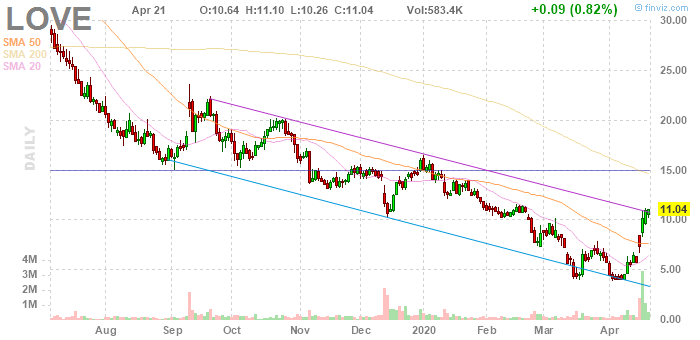 LOVE
Apr 21 O:10.64 H:11.10 L:10.26 C:11.04 Vol:583.4K +0.09 (0.82%)
© finviz.com
SMA 50
SMA 200
SMA 20
DAILY
30.00
25.00
20.00
15.00
11.04
10.00
5.00
0.00
4M
3M
2M
1M
Aug Sep Oct Nov Dec 2020 Feb Mar Apr